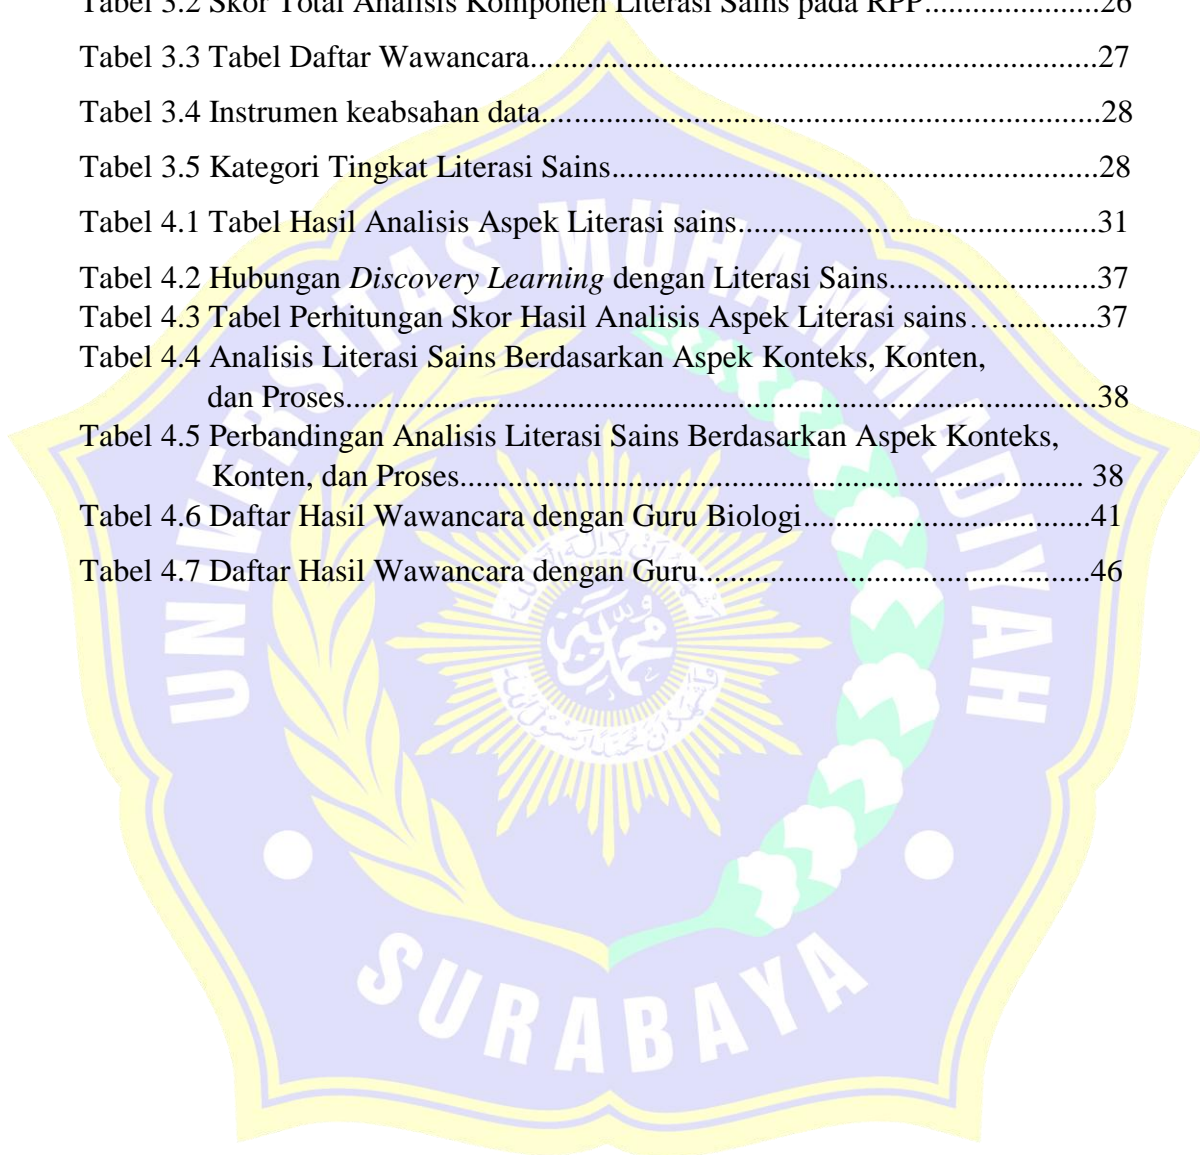 Tabel 3.2 Skor Total Analisis Komponen Literasi Sains pada RPP.....................26
Tabel 3.3 Tabel Daftar Wawancara....................................................................27
Tabel 3.4 Instrumen keabsahan data...................................................................28
Tabel 3.5 Kategori Tingkat Literasi Sains...........................................................28
Tabel 4.1 Tabel Hasil Analisis Aspek Literasi sains...........................................31
Tabel 4.2 Hubungan Discovery Learning dengan Literasi Sains.........................37
Tabel 4.3 Tabel Perhitungan Skor Hasil Analisis Aspek Literasi sains...............37
Tabel 4.4 Analisis Literasi Sains Berdasarkan Aspek Konteks, Konten,
dan Proses...........................................................................................38
Tabel 4.5 Perbandingan Analisis Literasi Sains Berdasarkan Aspek Konteks,
Konten, dan Proses........................................................................... 38
Tabel 4.6 Daftar Hasil Wawancara dengan Guru Biologi...................................41
Tabel 4.7 Daftar Hasil Wawancara dengan Guru...............................................46
UNIVERSITAS MUHAMMADIYAH
SURABAYA